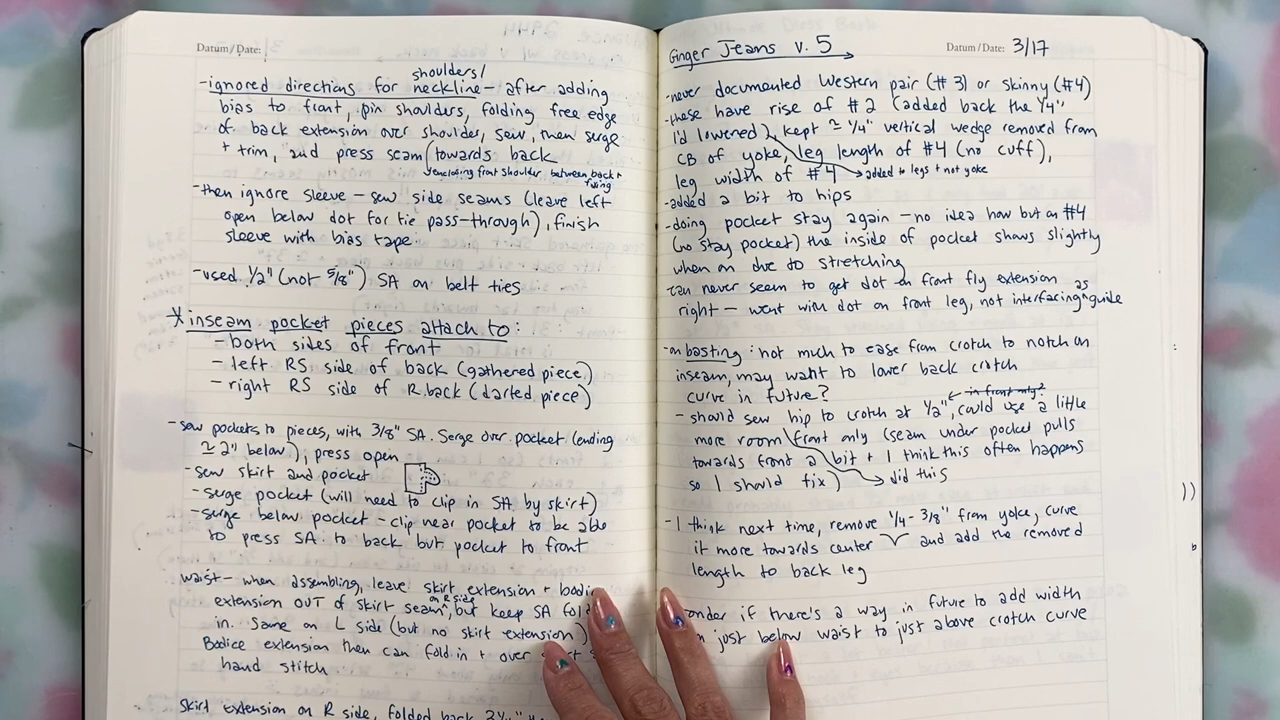 Datum/Date:
shoulders/
-ignored directions for neckline- after adding
bias to front, pin shoulders, folding free edge
of back extension over shoulder, sew, then serge
+ trim, and press seam (towards back
enclosing front shoulder between back +
facing
-then ignore sleeve - sew side seams (leave left
open below dot for tie pass-through), finish
sleeve with bias tape
-used 1/2" (not 5/8") SA on belt ties
*inseam pocket pieces attach to:
- both sides of front
- left RS side of back (gathered piece)
- right RS side of R.back (darted piece)
-sew pockets to pieces, with 3/8" SA. Serge over pocket (ending
≃ 2" below), press open
-sew skirt and pocket
-serge pocket (will need to clip in SA by skirt)
-serge below pocket - clip near pocket to be able
to press SA to back but pocket to front
waist- when assembling, leave skirt extension + bodice
on R side
extension OUT of skirt seam, but keep SA
in. Same on L side (but no skirt extension)
Bodice extension then can fold in + over
hand stitch
Skirt extension on R side, folded back
Ginger Jeans v. 5
Datum/Date: 3/17
-never documented Western pair (#3) or skinny (#4)
-these have rise of #2 (added back the 1/4"
I'd lowered), kept ≃ 1/4" vertical wedge removed from
CB of yoke, leg length of #4 (no cuff),
leg width of #4 added to legs + not yoke
-added a bit to hips
-doing pocket stay again - no idea how but on #4
(no stay pocket) the inside of pocket shows slightly
when on due to stretching
can never seem to get dot on front fly extension
right - went with dot on front leg, not interfacing as guide
-on basting: not much to ease from crotch to notch on
inseam, may want to lower back crotch
curve in future?
- should sew hip to crotch at 1/2" in front only? could use a little
more room front only (seam under pocket pulls
towards front a bit + I think this often happens
so I should fix) did this
-I think next time, remove 1/4 - 3/8" from yoke, curve
it more towards center and add the removed
length to back leg
if there's a way in future to add width
just below waist to just above crotch curve